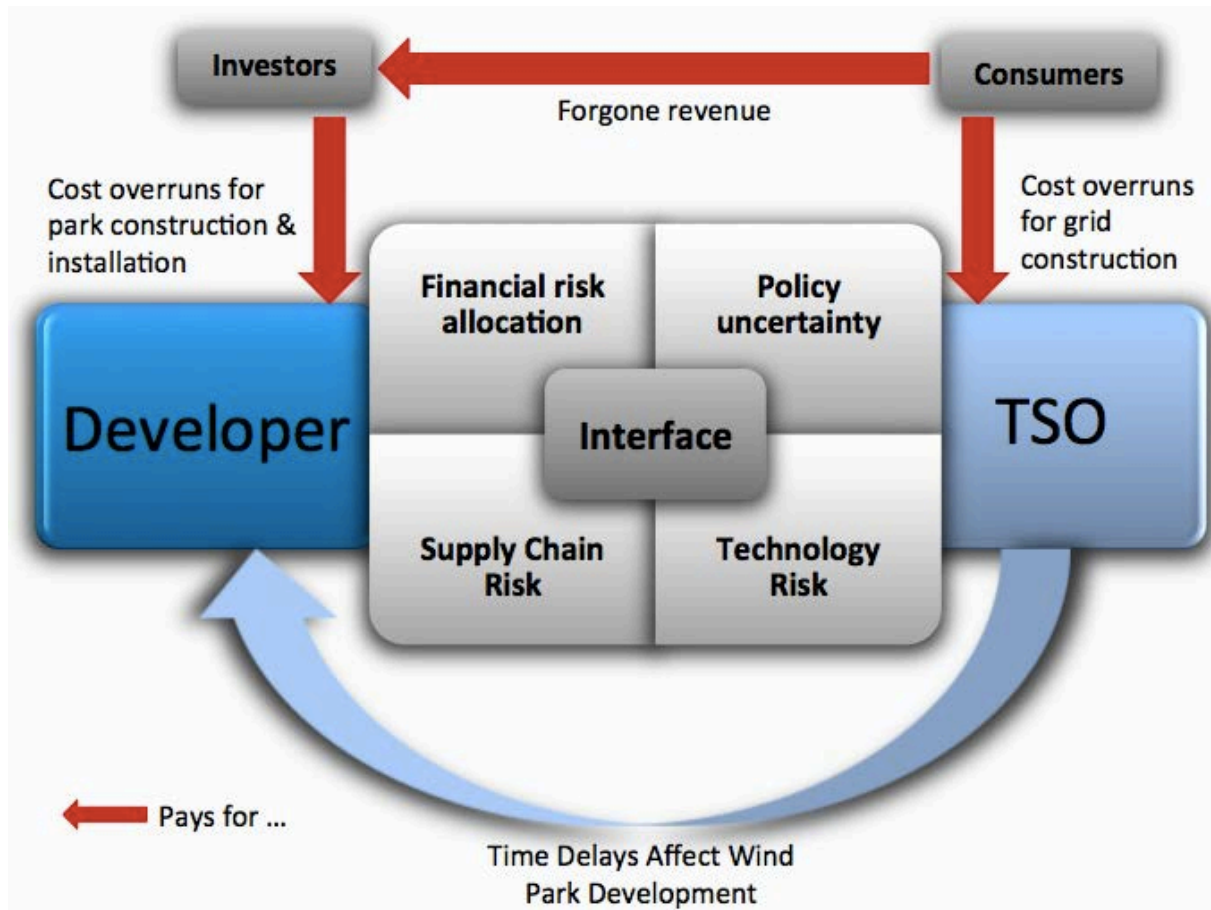 Investors
Consumers
Forgone revenue
Cost overruns for
park construction &
installation
Cost overruns
for grid
construction
Financial risk
allocation
Policy
uncertainty
Developer
Interface
TSO
Supply Chain
Risk
Technology
Risk
Pays for ...
Time Delays Affect Wind
Park Development